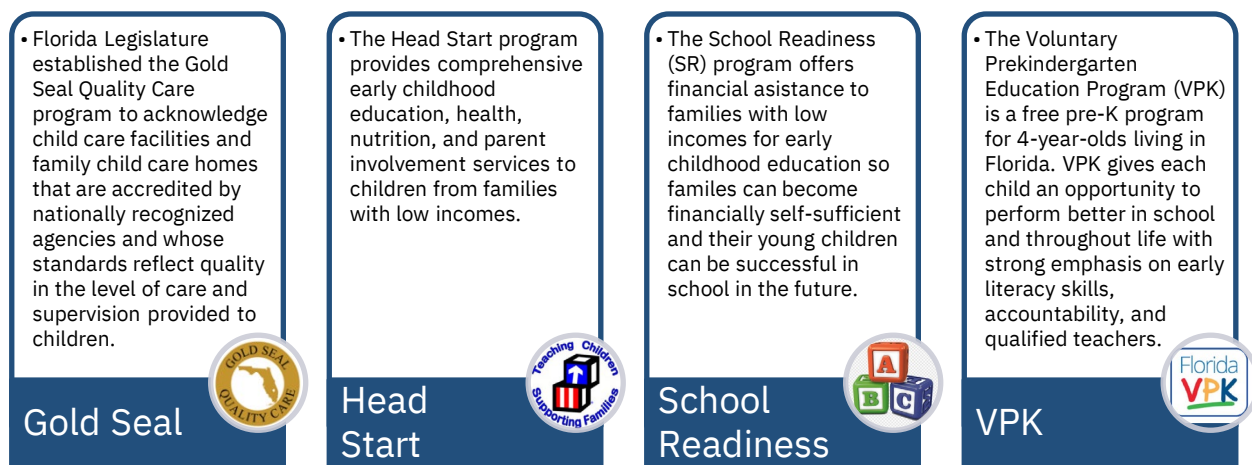 • Florida Legislature
established the Gold
Seal Quality Care
program to acknowledge
child care facilities and
family child care homes
that are accredited by
nationally recognized
agencies and whose
standards reflect quality
in the level of care and
supervision provided to
children.
GOLD SEAL
QUALITY CARE
Gold Seal
• The Head Start program
provides comprehensive
early childhood
education, health,
nutrition, and parent
involvement services to
children from families
with low incomes.
Teaching Children
Supporting Families
Head
Start
• The School Readiness
(SR) program offers
financial asistance to
families with low
incomes for early
childhood education so
familes can become
financially self-sufficient
and their young children
can be successful in
school in the future.
A
B C
School
Readiness
• The Voluntary
Prekindergarten
Education Program (VPK)
is a free pre-K program
for 4-year-olds living in
Florida. VPK gives each
child an opportunity to
perform better in school
and throughout life with
strong emphasis on early
literacy skills,
accountability, and
qualified teachers.
Florida
VPK
VPK